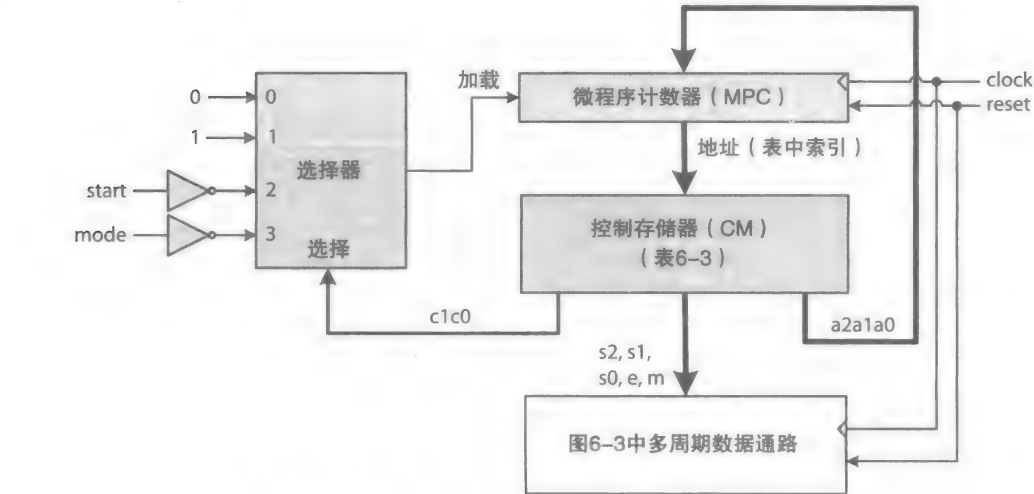 加载
微程序计数器（MPC）
clock
reset
0
0
1
1
地址（表中索引）
选择器
start
2
控制存储器（CM）
（表6-3）
mode
3
选择
c1c0
a2a1a0
s2, s1,
s0, e, m
图6-3中多周期数据通路